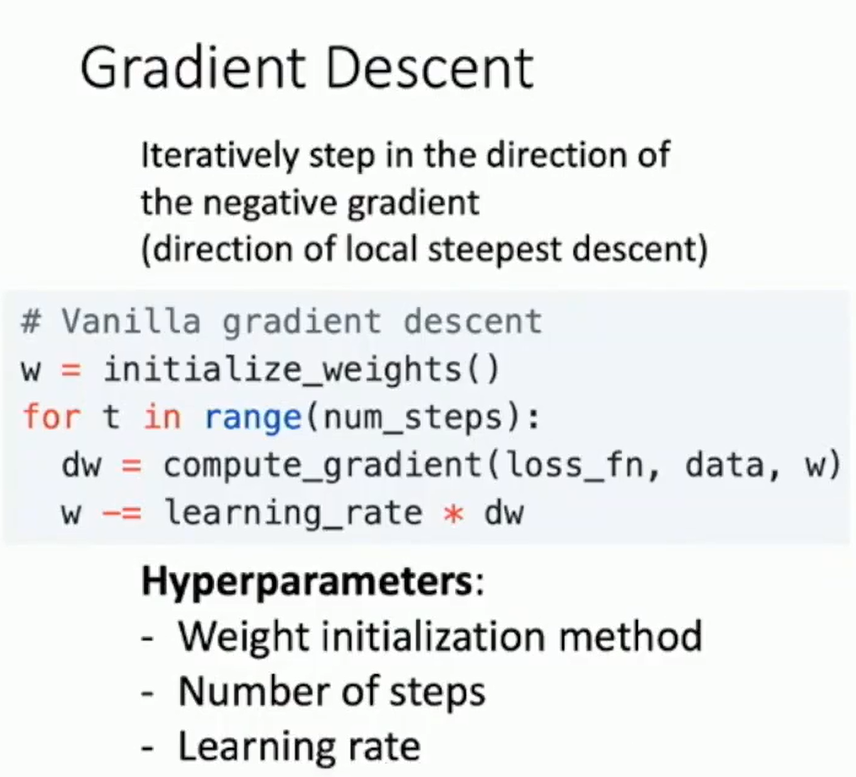 Gradient Descent
Iteratively step in the direction of
the negative gradient
(direction of local steepest descent)
# Vanilla gradient descent
w = initialize_weights()
for t in range(num_steps):
  dw = compute_gradient(loss_fn, data, w)
  w -= learning_rate * dw
Hyperparameters:
- Weight initialization method
- Number of steps
- Learning rate